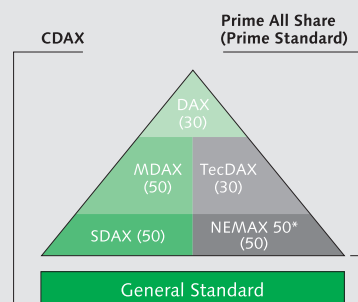 Prime All Share
CDAX
(Prime Standard)
DAX
(30)
MDAX
(50)
TecDAX
(30)
SDAX (50)
NEMAX 50*
(50)
General Standard